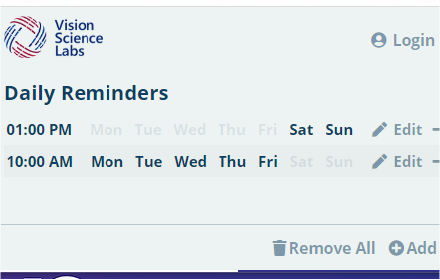 Vision
Science
Labs
Login
Daily Reminders
01:00 PM Mon Tue Wed Thu Fri Sat Sun Edit
10:00 AM Mon Tue Wed Thu Fri Sat Sun Edit
Remove All Add